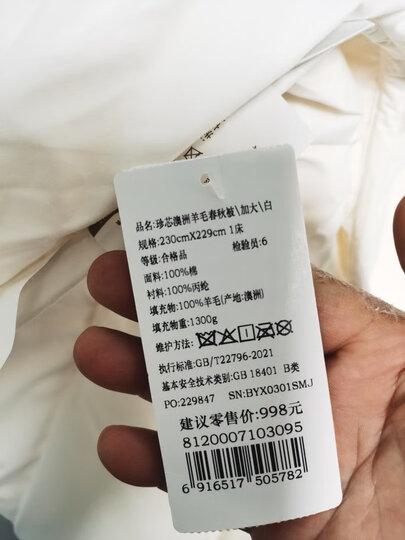 品名:珍芯澳洲羊毛春秋被\加大\白
规格:230cmX229cm 1床
等级:合格品 检验员:6
面料:100%棉
衬料:100%丙纶
填充物:100%羊毛(产地:澳洲)
填充物重:1300g
维护方法:
执行标准:GB/T22796-2021
基本安全技术类别:GB 18401 B类
PO:229847 SN:BYX0301SMJ
建议零售价:998元
8120007103095
6 916517 505782